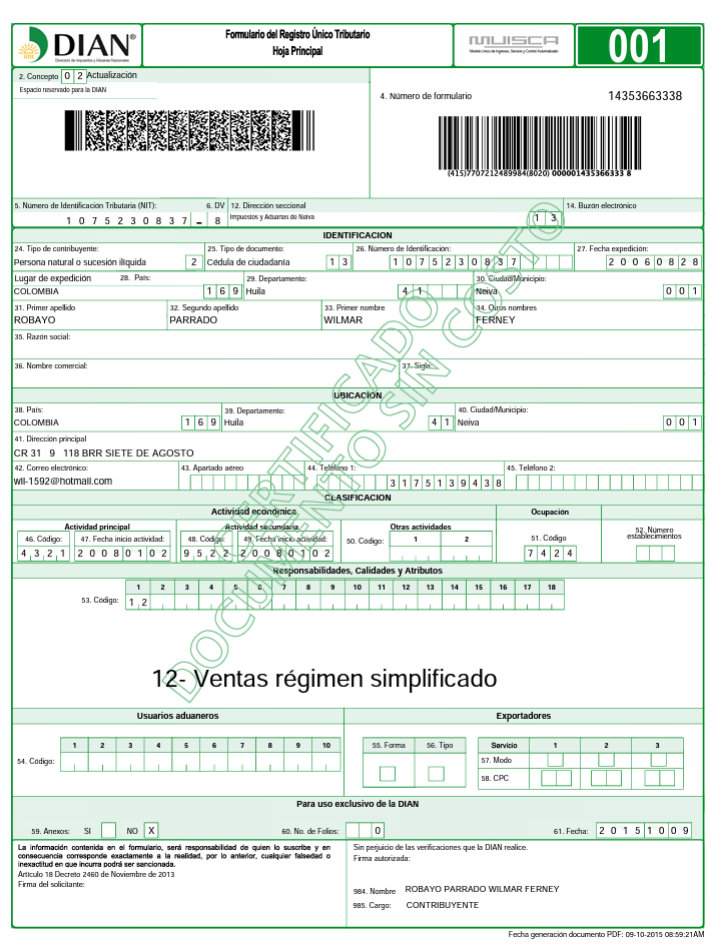 DIAN®
Dirección de Impuestos y Aduanas Nacionales
Formulario del Registro Único Tributario
Hoja Principal
MUISCA
Modelo Único de Ingresos, Servicio y Control Automatizado
001
2. Concepto 0 2 Actualización
Espacio reservado para la DIAN
4. Número de formulario 14353663338
(415)7707212489984(8020) 000001435366333 8
5. Número de Identificación Tributaria (NIT): 6. DV 12. Dirección seccional 14. Buzón electrónico
1 0 7 5 2 3 0 8 3 7 - 8 Impuestos y Aduanas de Neiva 1 3
IDENTIFICACION
24. Tipo de contribuyente: 25. Tipo de documento: 26. Número de Identificación: 27. Fecha expedición:
Persona natural o sucesión ilíquida 2 Cédula de ciudadanía 1 3 1 0 7 5 2 3 0 8 3 7 2 0 0 6 0 8 2 8
Lugar de expedición 28. País: 29. Departamento: 30. Ciudad/Municipio:
COLOMBIA 1 6 9 Huila 4 1 Neiva 0 0 1
31. Primer apellido 32. Segundo apellido 33. Primer nombre 34. Otros nombres
ROBAYO PARRADO WILMAR FERNEY
35. Razón social:
36. Nombre comercial: 37. Sigla:
UBICACION
38. País: 39. Departamento: 40. Ciudad/Municipio:
COLOMBIA 1 6 9 Huila 4 1 Neiva 0 0 1
41. Dirección principal
CR 31 9 118 BRR SIETE DE AGOSTO
42. Correo electrónico: 43. Apartado aéreo 44. Teléfono 1: 45. Teléfono 2:
wil-1592@hotmail.com 3 1 7 5 1 3 9 4 3 8
CLASIFICACION
Actividad económica Ocupación
Actividad principal Actividad secundaria Otras actividades 52. Número establecimientos
46. Código: 47. Fecha inicio actividad: 48. Código: 49. Fecha inicio actividad: 50. Código: 1 2 51. Código
4 3 2 1 2 0 0 8 0 1 0 2 9 5 2 2 2 0 0 8 0 1 0 2 7 4 2 4
Responsabilidades, Calidades y Atributos
1 2 3 4 5 6 7 8 9 10 11 12 13 14 15 16 17 18
53. Código: 1 2
12- Ventas régimen simplificado
CERTIFICADO
DOCUMENTO SIN COSTO
Usuarios aduaneros Exportadores
1 2 3 4 5 6 7 8 9 10 55. Forma 56. Tipo Servicio 1 2 3
54. Código: 57. Modo
58. CPC
Para uso exclusivo de la DIAN
59. Anexos: SI NO X 60. No. de Folios: 0 61. Fecha: 2 0 1 5 1 0 0 9
La información contenida en el formulario, será responsabilidad de quien lo suscribe y en
consecuencia corresponde exactamente a la realidad, por lo anterior, cualquier falsedad o
inexactitud en que incurra podrá ser sancionada.
Artículo 18 Decreto 2460 de Noviembre de 2013
Firma del solicitante:
Sin perjuicio de las verificaciones que la DIAN realice.
Firma autorizada:
984. Nombre ROBAYO PARRADO WILMAR FERNEY
985. Cargo: CONTRIBUYENTE
Fecha generación documento PDF: 09-10-2015 08:59:21AM